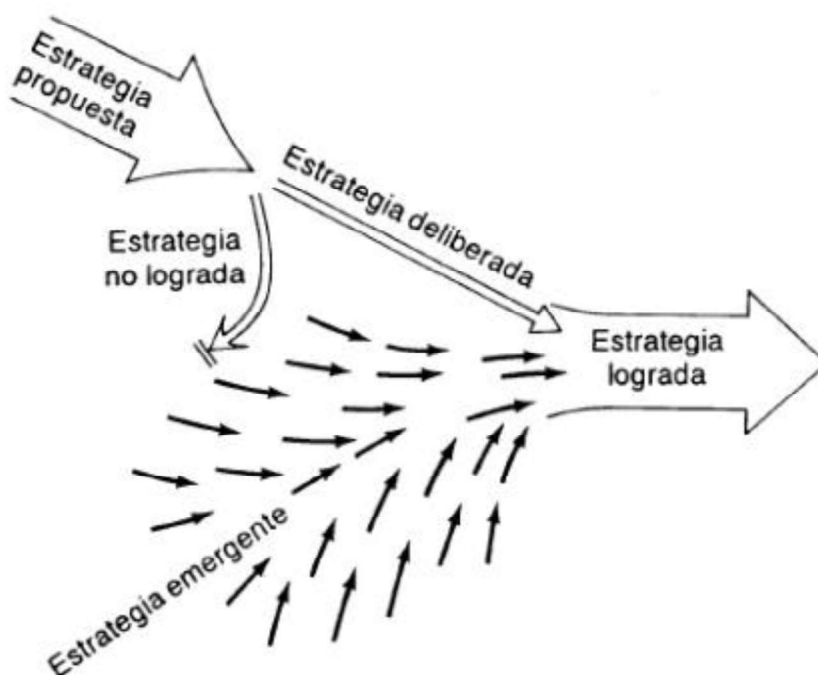 Estrategia
propuesta
Estrategia deliberada
Estrategia
no lograda
Estrategia
lograda
Estrategia emergente